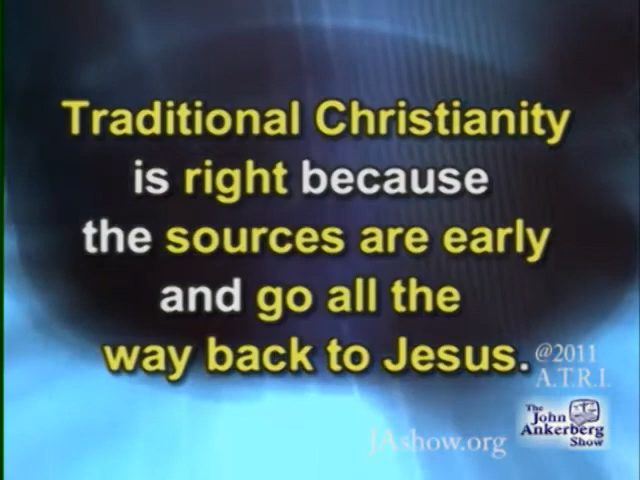 Traditional Christianity
is right because
the sources are early
and go all the
way back to Jesus.
@2011
A.T.R.I.
The
John
Ankerberg
Show
JAshow.org